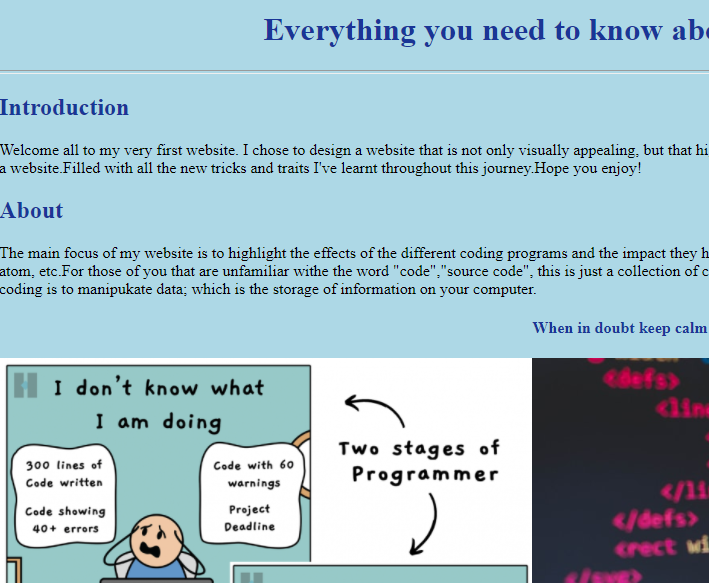 Everything you need to know ab
Introduction
Welcome all to my very first website. I chose to design a website that is not only visually appealing, but that hi
a website.Filled with all the new tricks and traits I've learnt throughout this journey.Hope you enjoy!
About
The main focus of my website is to highlight the effects of the different coding programs and the impact they h
atom, etc.For those of you that are unfamiliar withe the word "code","source code", this is just a collection of c
coding is to manipukate data; which is the storage of information on your computer.
When in doubt keep calm
I don't know what
I am doing
300 lines of
Code written
Code showing
40+ errors
Code with 60
warnings
Project
Deadline
Two stages of
Programmer
<defs>
<line
</li
</defs>
<rect wi
</svg>